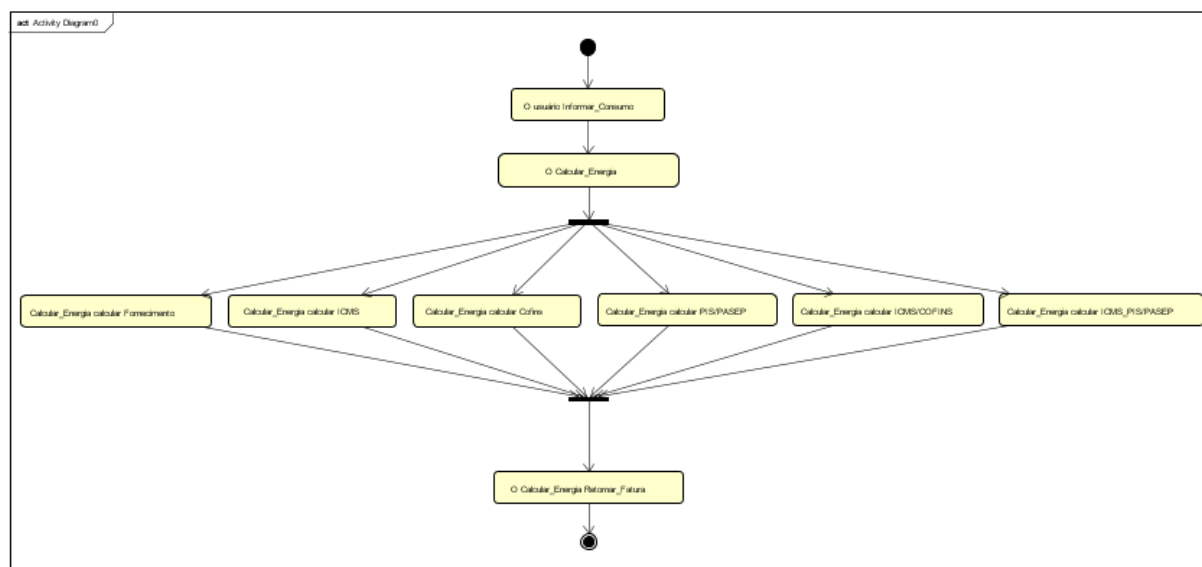 act Activity Diagram0
O usuário Informar_Consumo
O Calcular_Energia
Calcular_Energia calcular Fornecimento
Calcular_Energia calcular ICMS
Calcular_Energia calcular Cofins
Calcular_Energia calcular PIS/PASEP
Calcular_Energia calcular ICMS/COFINS
Calcular_Energia calcular ICMS_PIS/PASEP
O Calcular_Energia Retornar_Fatura